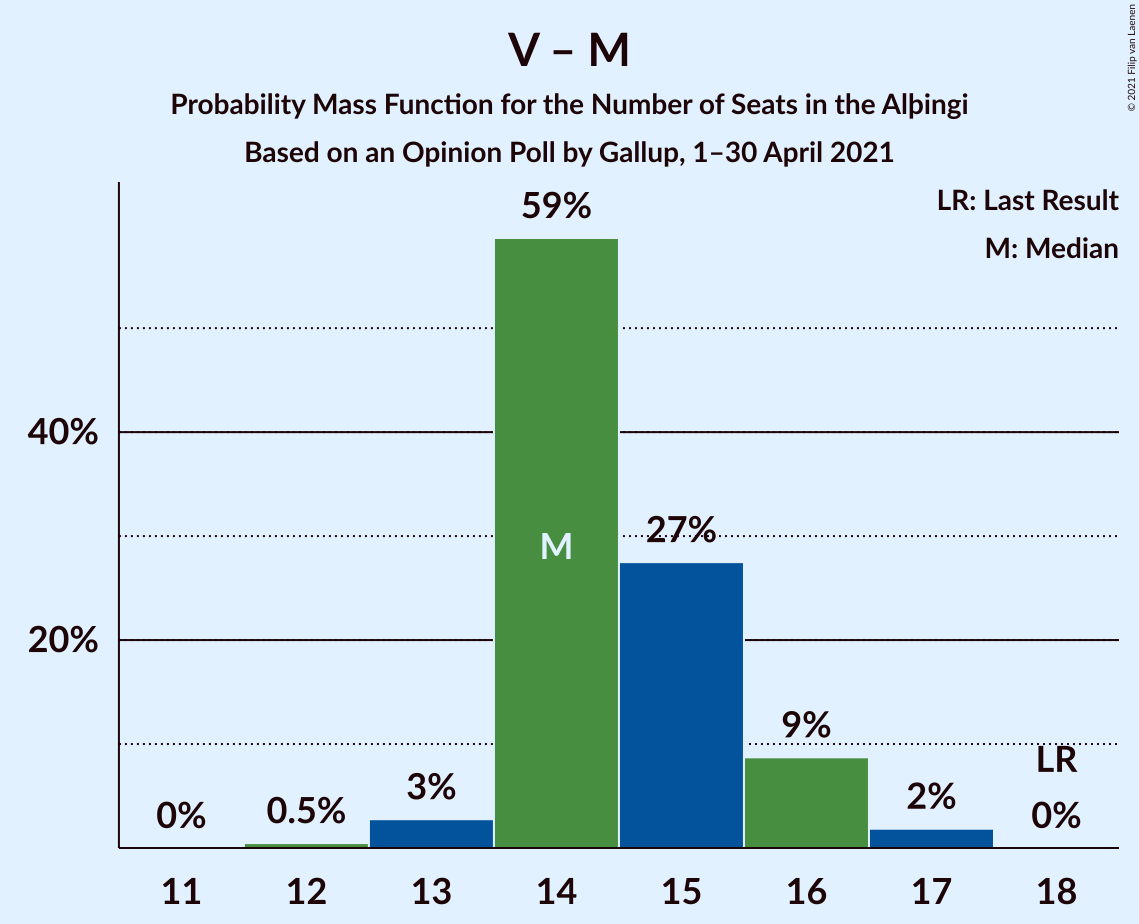 V – M
Probability Mass Function for the Number of Seats in the Alþingi
Based on an Opinion Poll by Gallup, 1–30 April 2021
© 2021 Filip van Laenen
LR: Last Result
M: Median
59%
40%
27%
M
20%
9%
LR
0%
0.5%
3%
2%
0%
11 12 13 14 15 16 17 18